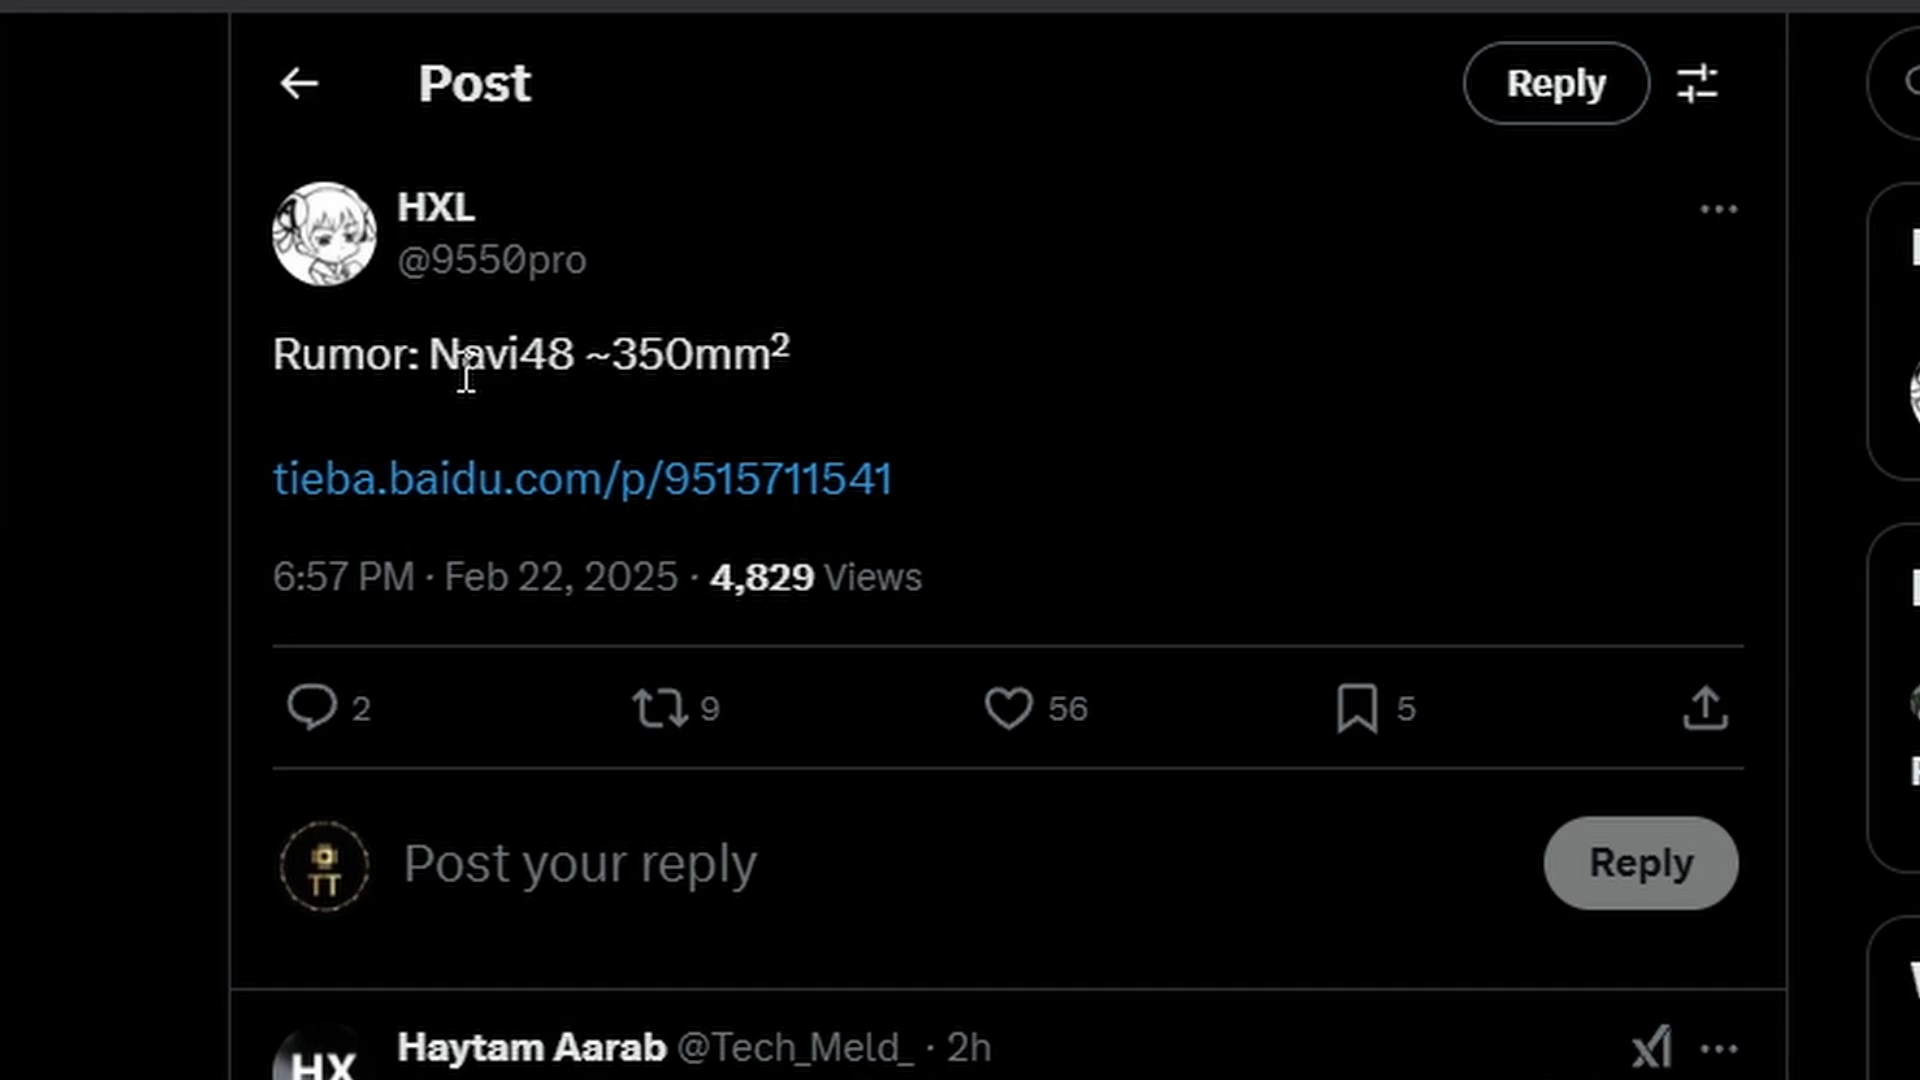 Post
Reply
HXL
@9550pro
Rumor: Navi48 ~350mm²
tieba.baidu.com/p/9515711541
6:57 PM · Feb 22, 2025 · 4,829 Views
2 9 56 5
Post your reply
Reply
Haytam Aarab @Tech_Meld_ · 2h
HX